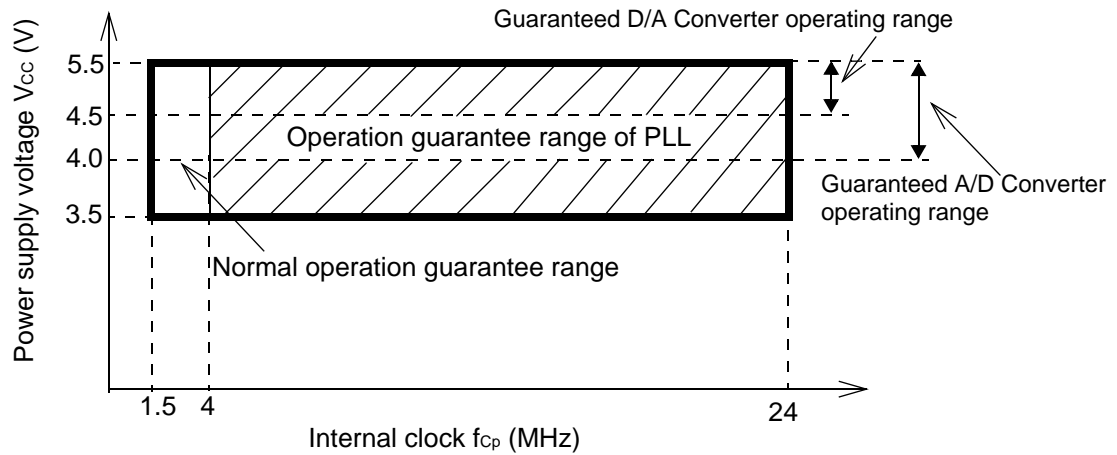 Guaranteed D/A Converter operating range
Power supply voltage VCC (V)
5.5
4.5
4.0
3.5
Operation guarantee range of PLL
Guaranteed A/D Converter
operating range
Normal operation guarantee range
1.5
4
24
Internal clock fCp (MHz)